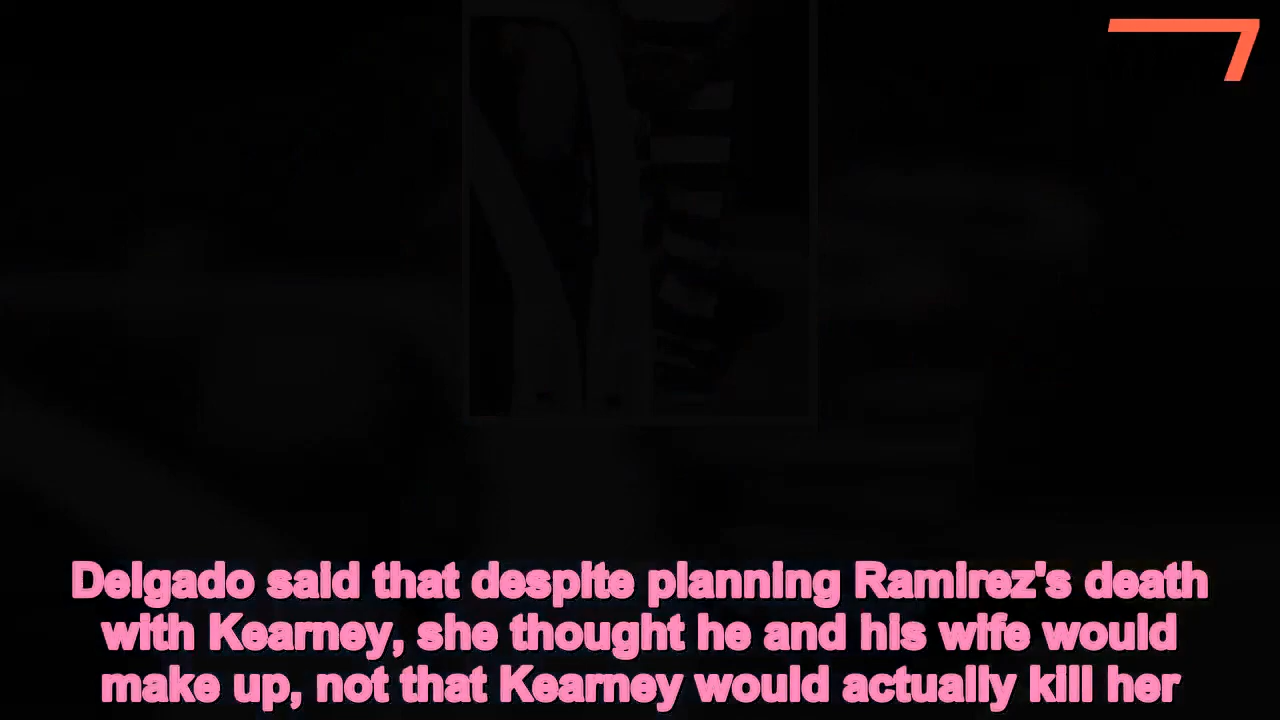 Delgado said that despite planning Ramirez's death
with Kearney, she thought he and his wife would
make up, not that Kearney would actually kill her